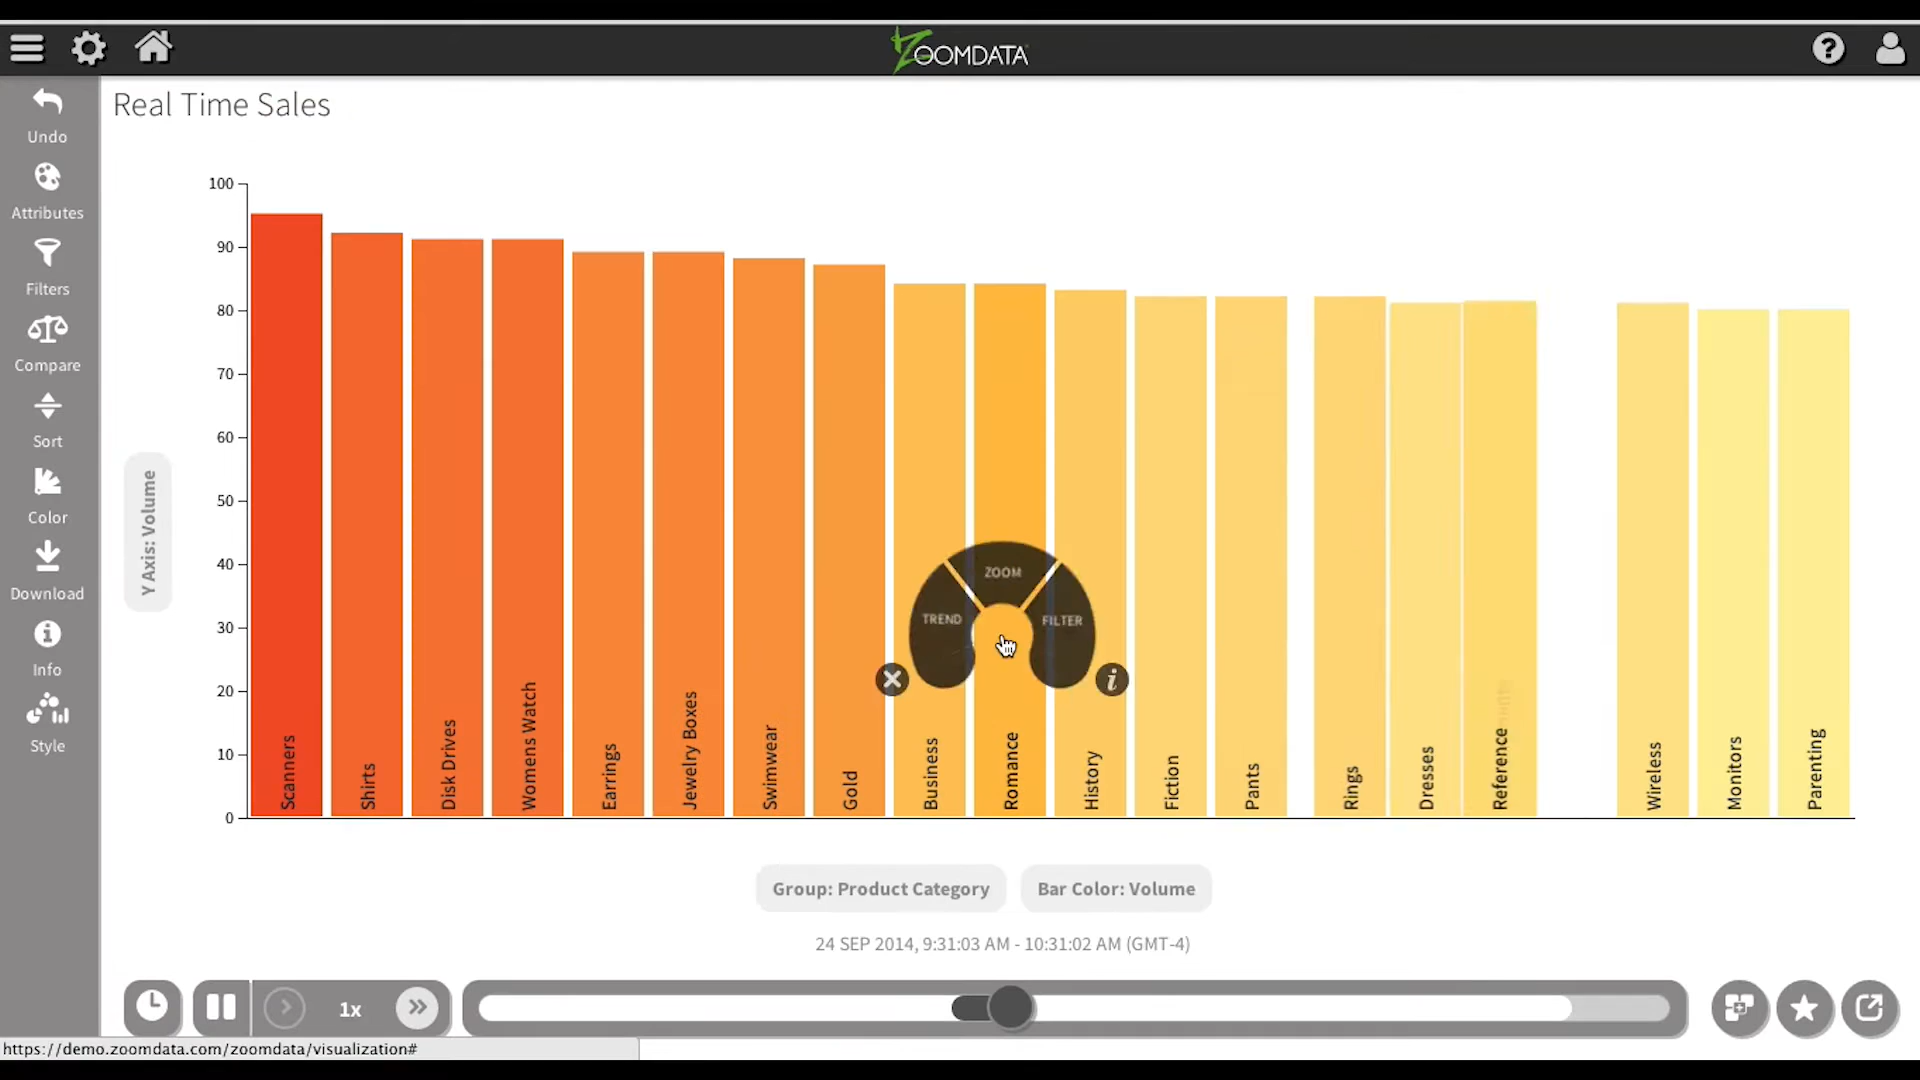 ZOOMDATA
Real Time Sales
Undo
Attributes
Filters
Compare
Sort
Color
Download
Info
Style
Y Axis: Volume
100
90
80
70
60
50
40
30
20
10
0
Scanners
Shirts
Disk Drives
Womens Watch
Earrings
Jewelry Boxes
Swimwear
Gold
Business
Romance
History
Fiction
Pants
Rings
Dresses
Reference
Wireless
Monitors
Parenting
ZOOM
TREND
FILTER
i
Group: Product Category
Bar Color: Volume
24 SEP 2014, 9:31:03 AM - 10:31:02 AM (GMT-4)
1x
https://demo.zoomdata.com/zoomdata/visualization#